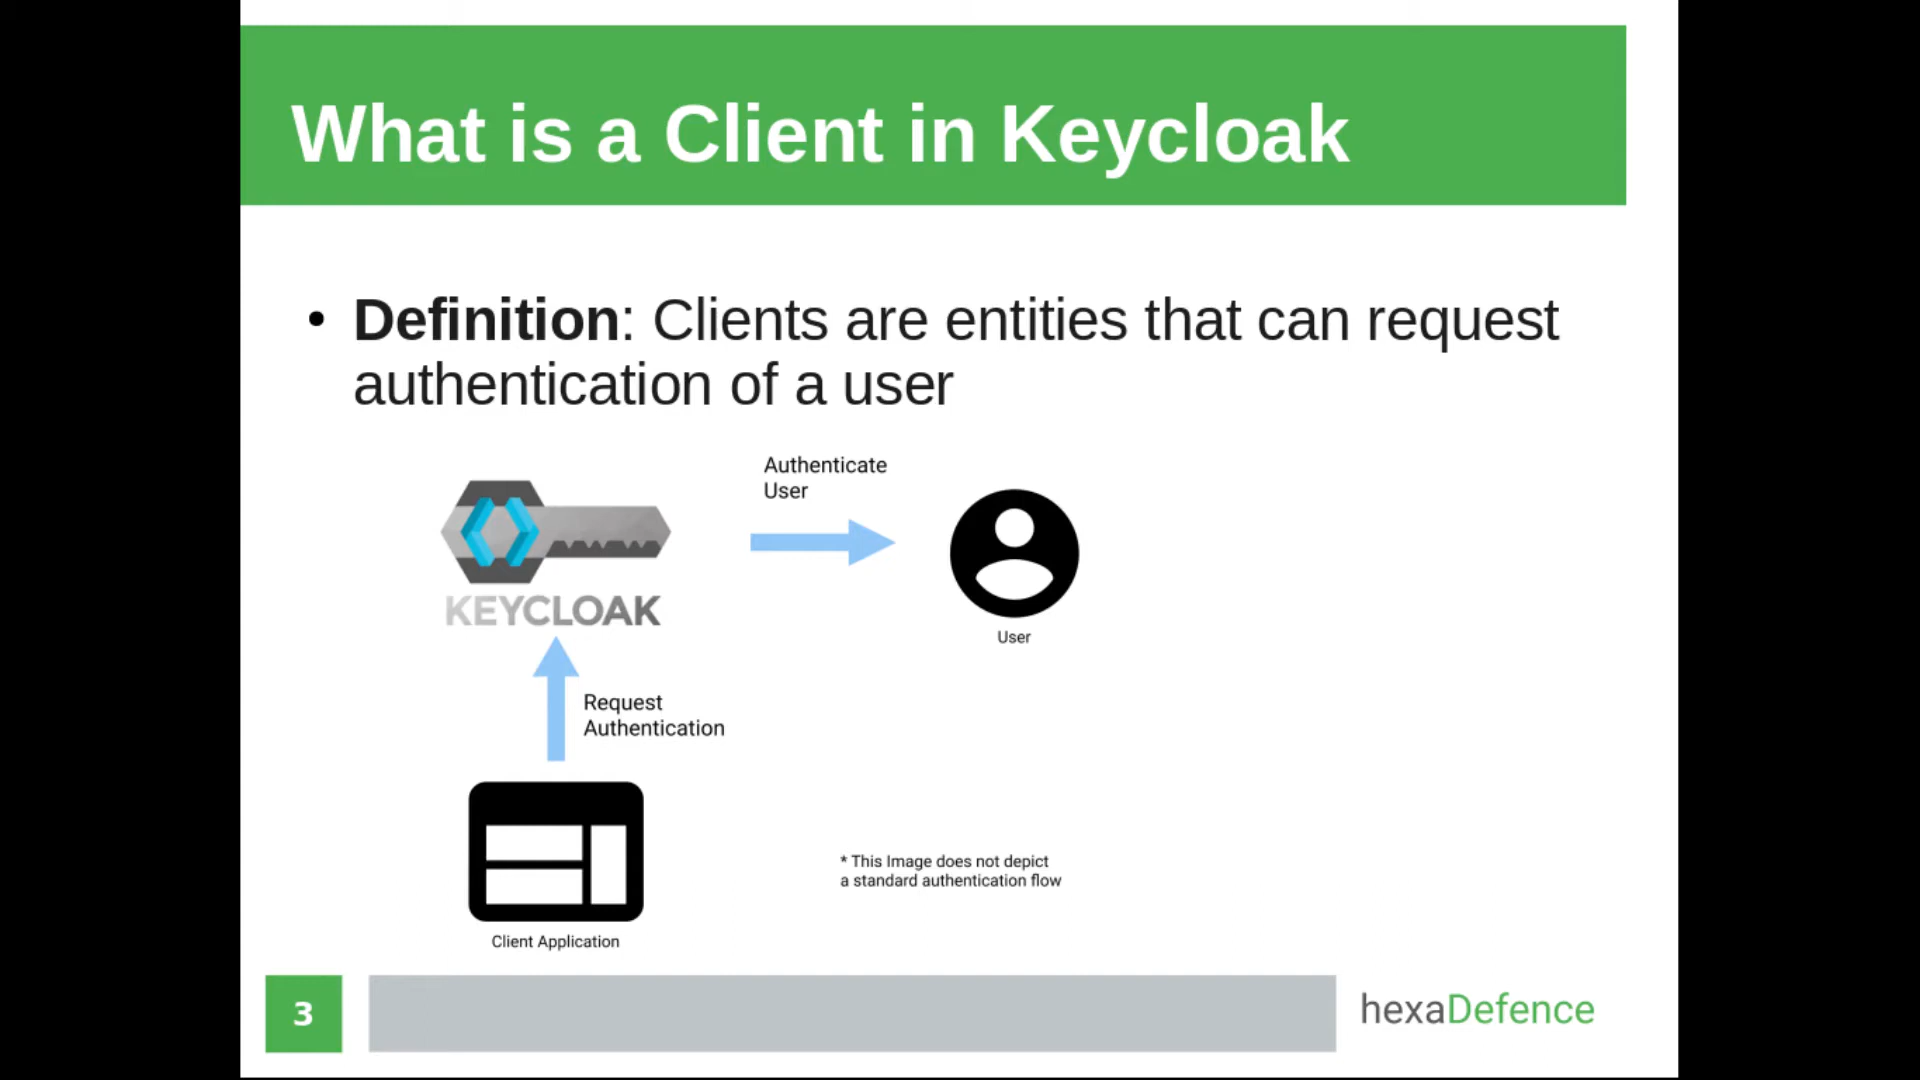 What is a Client in Keycloak
• Definition: Clients are entities that can request
authentication of a user
Authenticate
User
KEYCLOAK
User
Request
Authentication
* This Image does not depict
a standard authentication flow
Client Application
3
hexaDefence